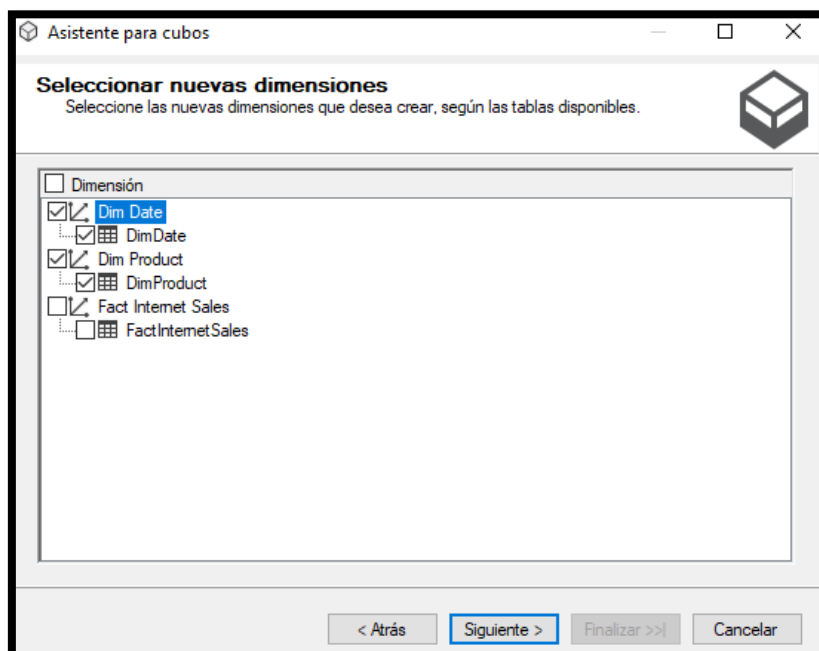 Asistente para cubos
Seleccionar nuevas dimensiones
Seleccione las nuevas dimensiones que desea crear, según las tablas disponibles.
Dimensión
Dim Date
DimDate
Dim Product
DimProduct
Fact Internet Sales
FactInternetSales
< Atrás Siguiente > Finalizar >>| Cancelar